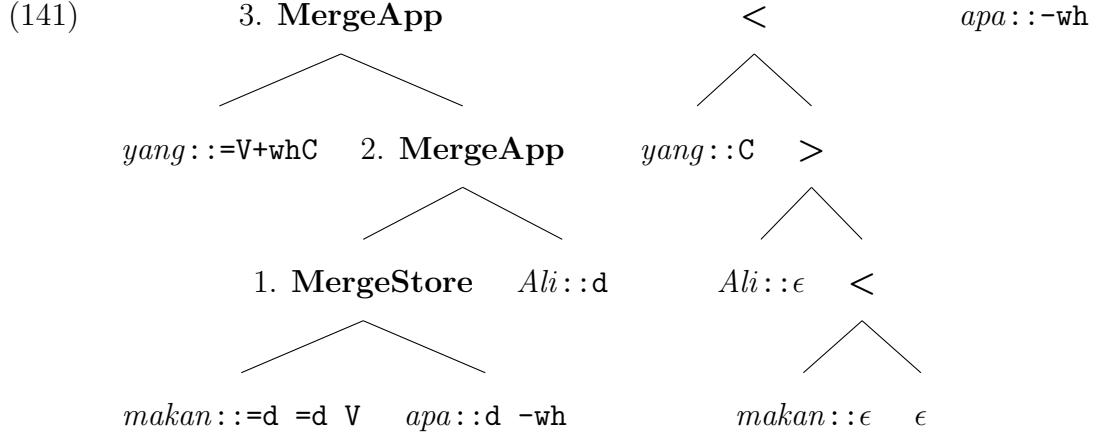 (141) 3. MergeApp < apa::-wh
yang::=V+whC 2. MergeApp yang::C >
1. MergeStore Ali::d Ali::ϵ <
makan::=d =d V apa::d -wh makan::ϵ ϵ